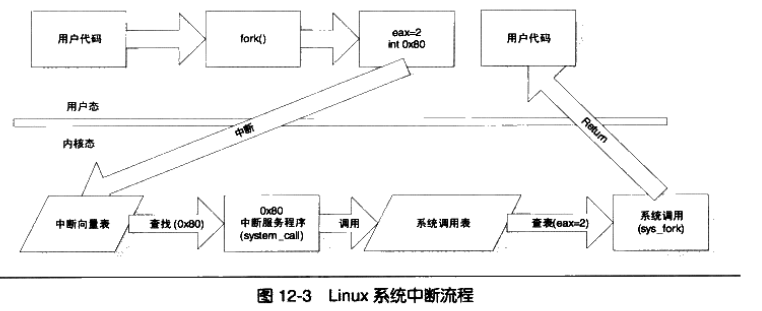 用户代码
fork()
eax=2
int 0x80
用户代码
用户态
内核态
中断
Return
中断向量表
查找 (0x80)
0x80
中断服务程序
(system_call)
调用
系统调用表
查表(eax=2)
系统调用
(sys_fork)
图 12-3 Linux 系统中断流程